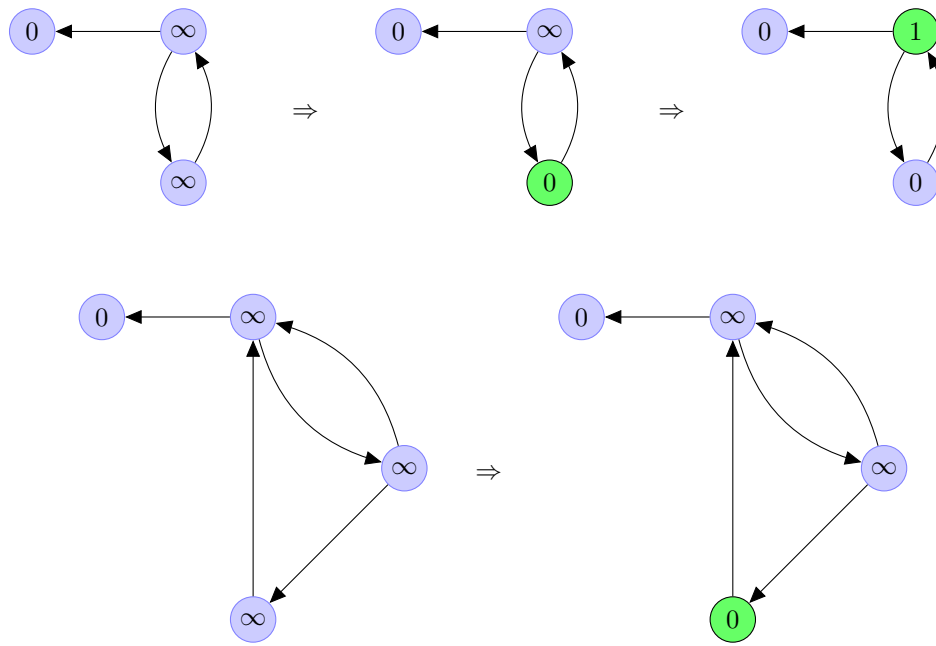 0 ∞ 0 ∞ 0 1
⇒ ⇒
∞ 0 0
0 ∞ 0 ∞
∞ ⇒ ∞
∞ 0